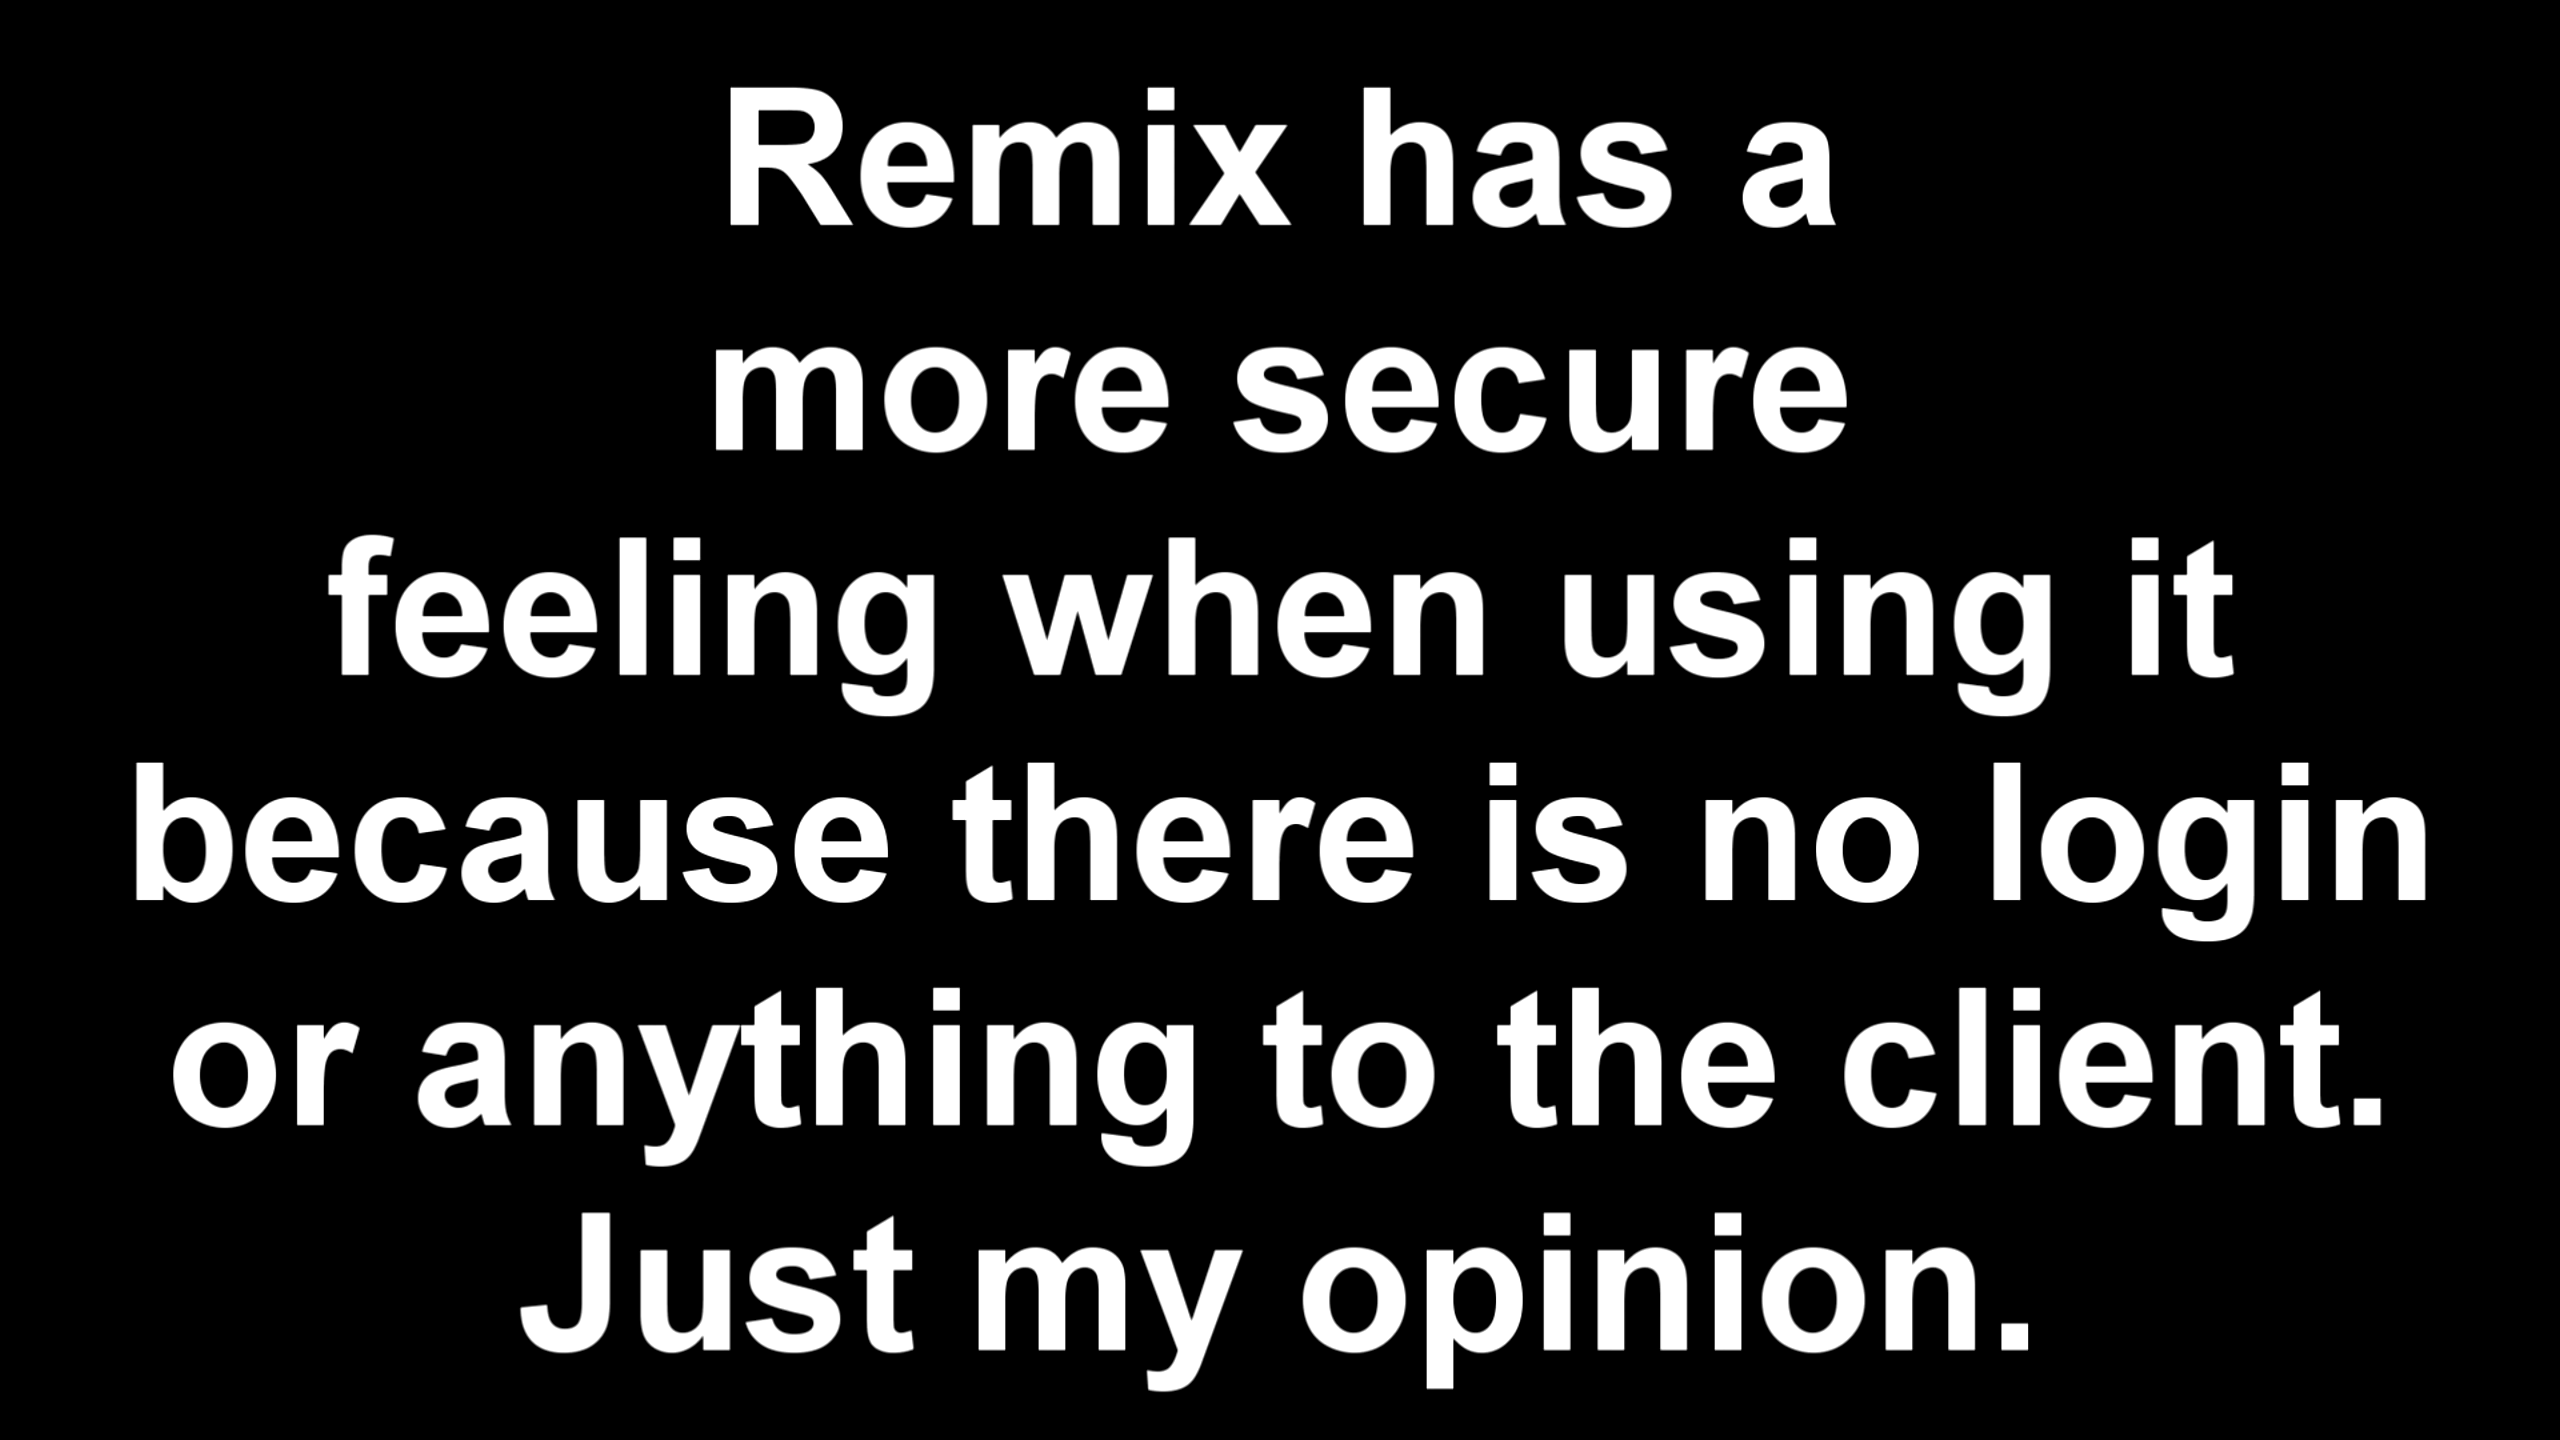 Remix has a
more secure
feeling when using it
because there is no login
or anything to the client.
Just my opinion.